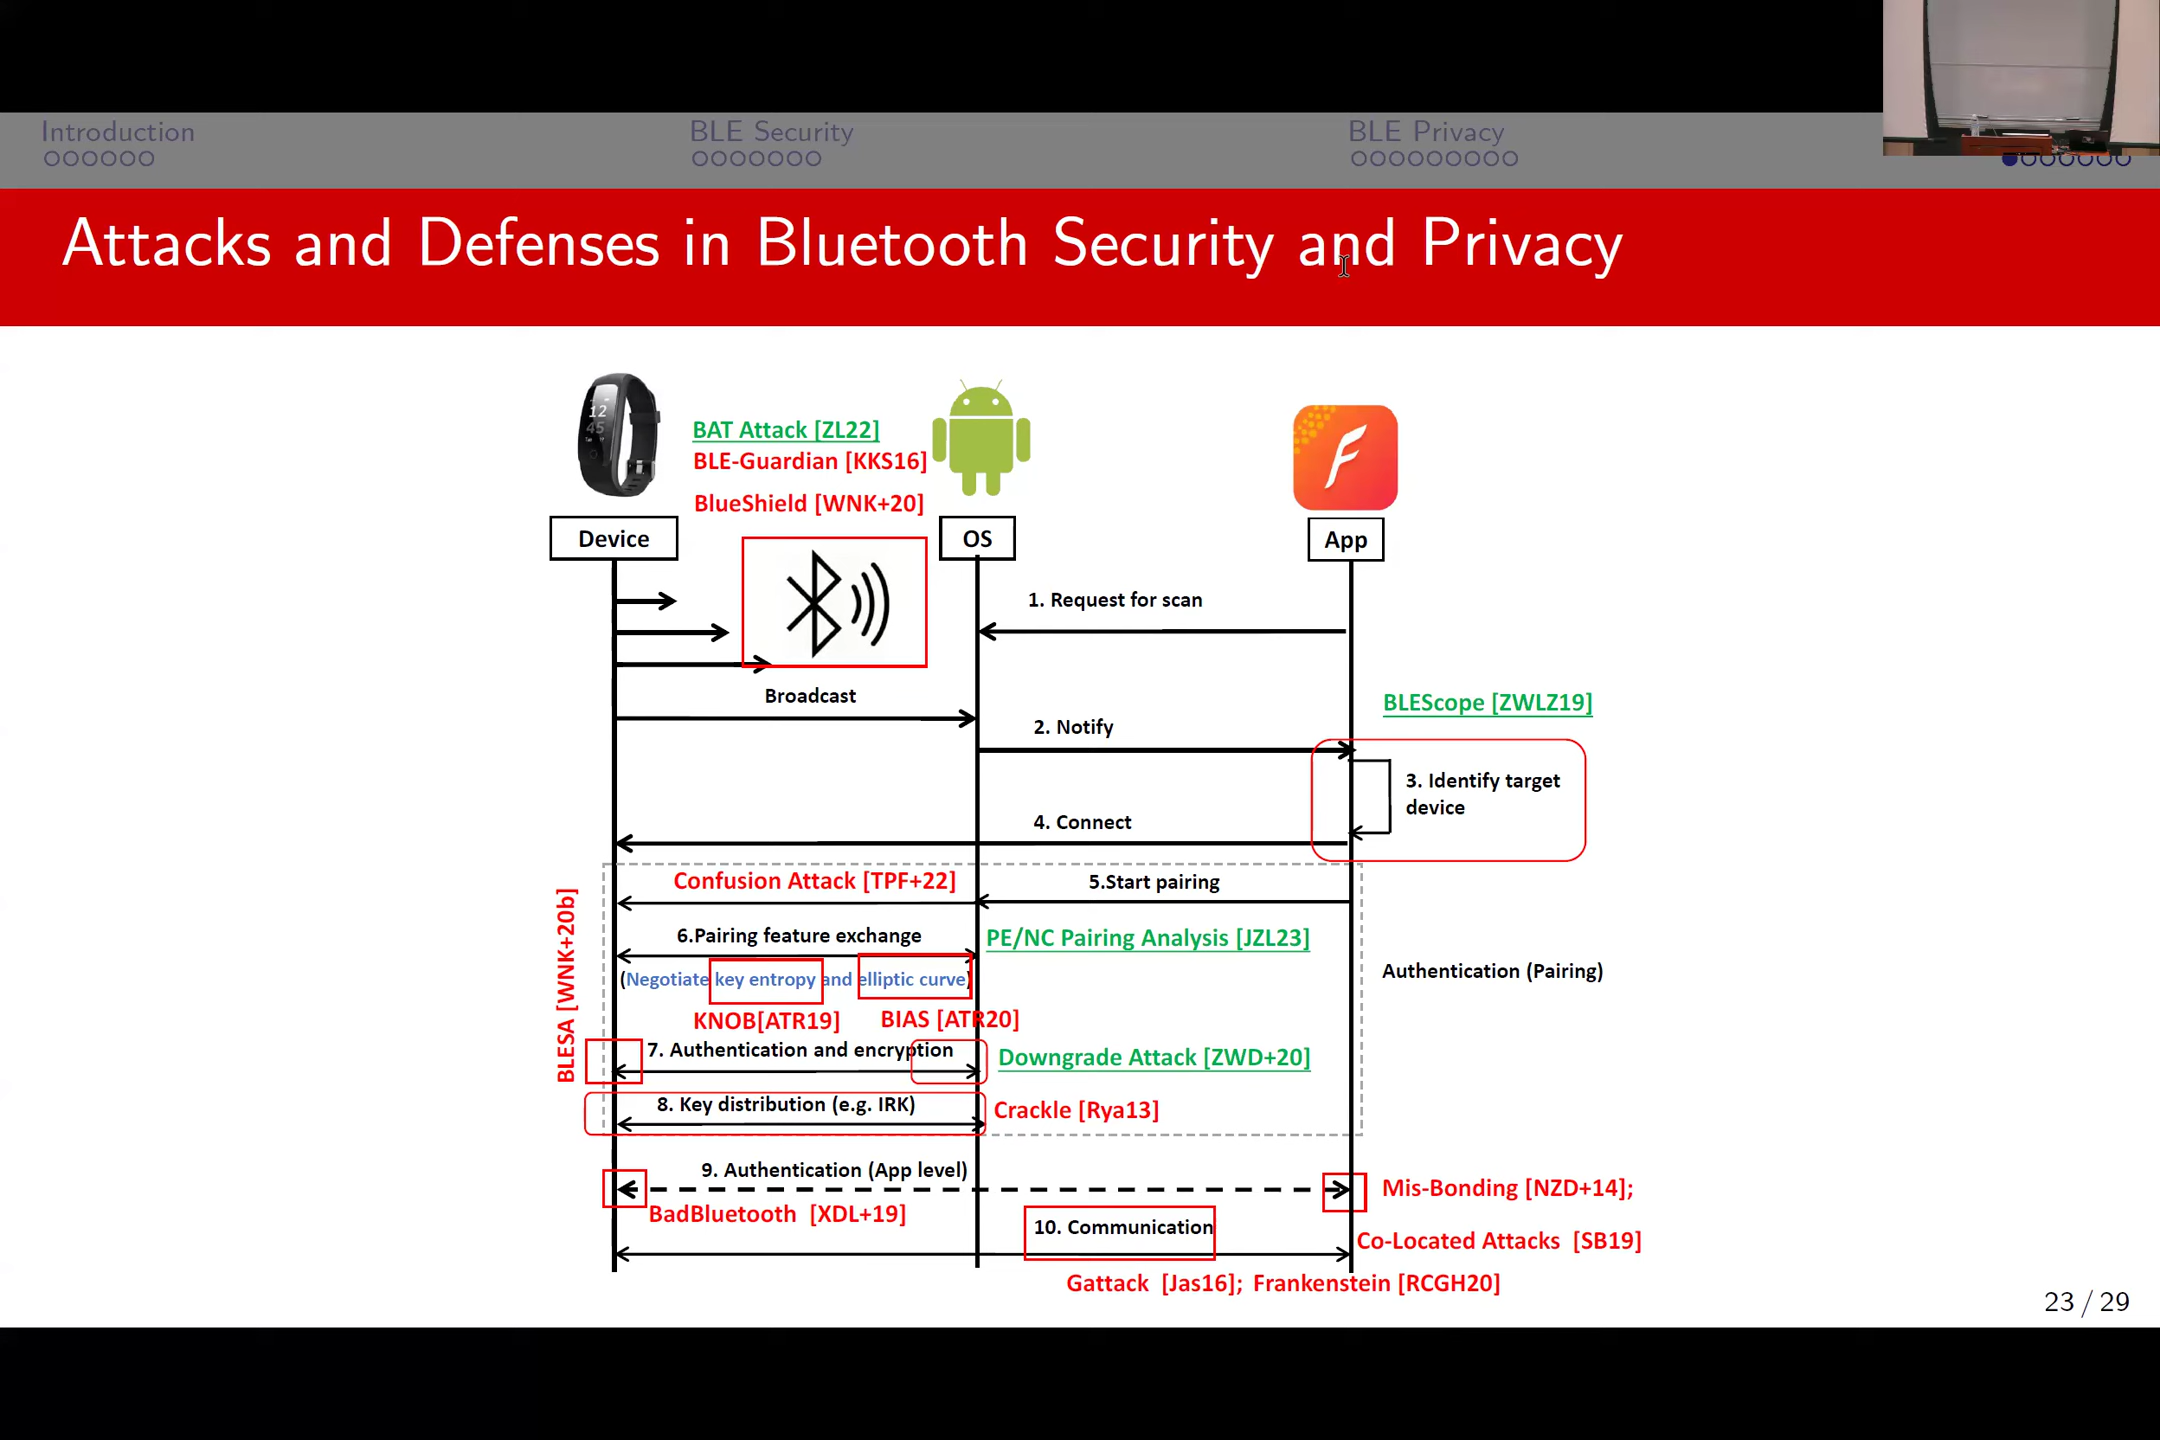 Introduction
BLE Security
BLE Privacy
Attacks and Defenses in Bluetooth Security and Privacy
12
45
BAT Attack [ZL22]
BLE-Guardian [KKS16]
BlueShield [WNK+20]
Device
OS
App
1. Request for scan
Broadcast
2. Notify
BLEScope [ZWLZ19]
3. Identify target
device
4. Connect
Confusion Attack [TPF+22]
5.Start pairing
6.Pairing feature exchange
PE/NC Pairing Analysis [JZL23]
(Negotiate key entropy and elliptic curve)
Authentication (Pairing)
KNOB[ATR19]
BIAS [ATR20]
BLESA [WNK+20b]
7. Authentication and encryption
Downgrade Attack [ZWD+20]
8. Key distribution (e.g. IRK)
Crackle [Rya13]
9. Authentication (App level)
Mis-Bonding [NZD+14];
BadBluetooth [XDL+19]
10. Communication
Co-Located Attacks [SB19]
Gattack [Jas16]; Frankenstein [RCGH20]
23 / 29